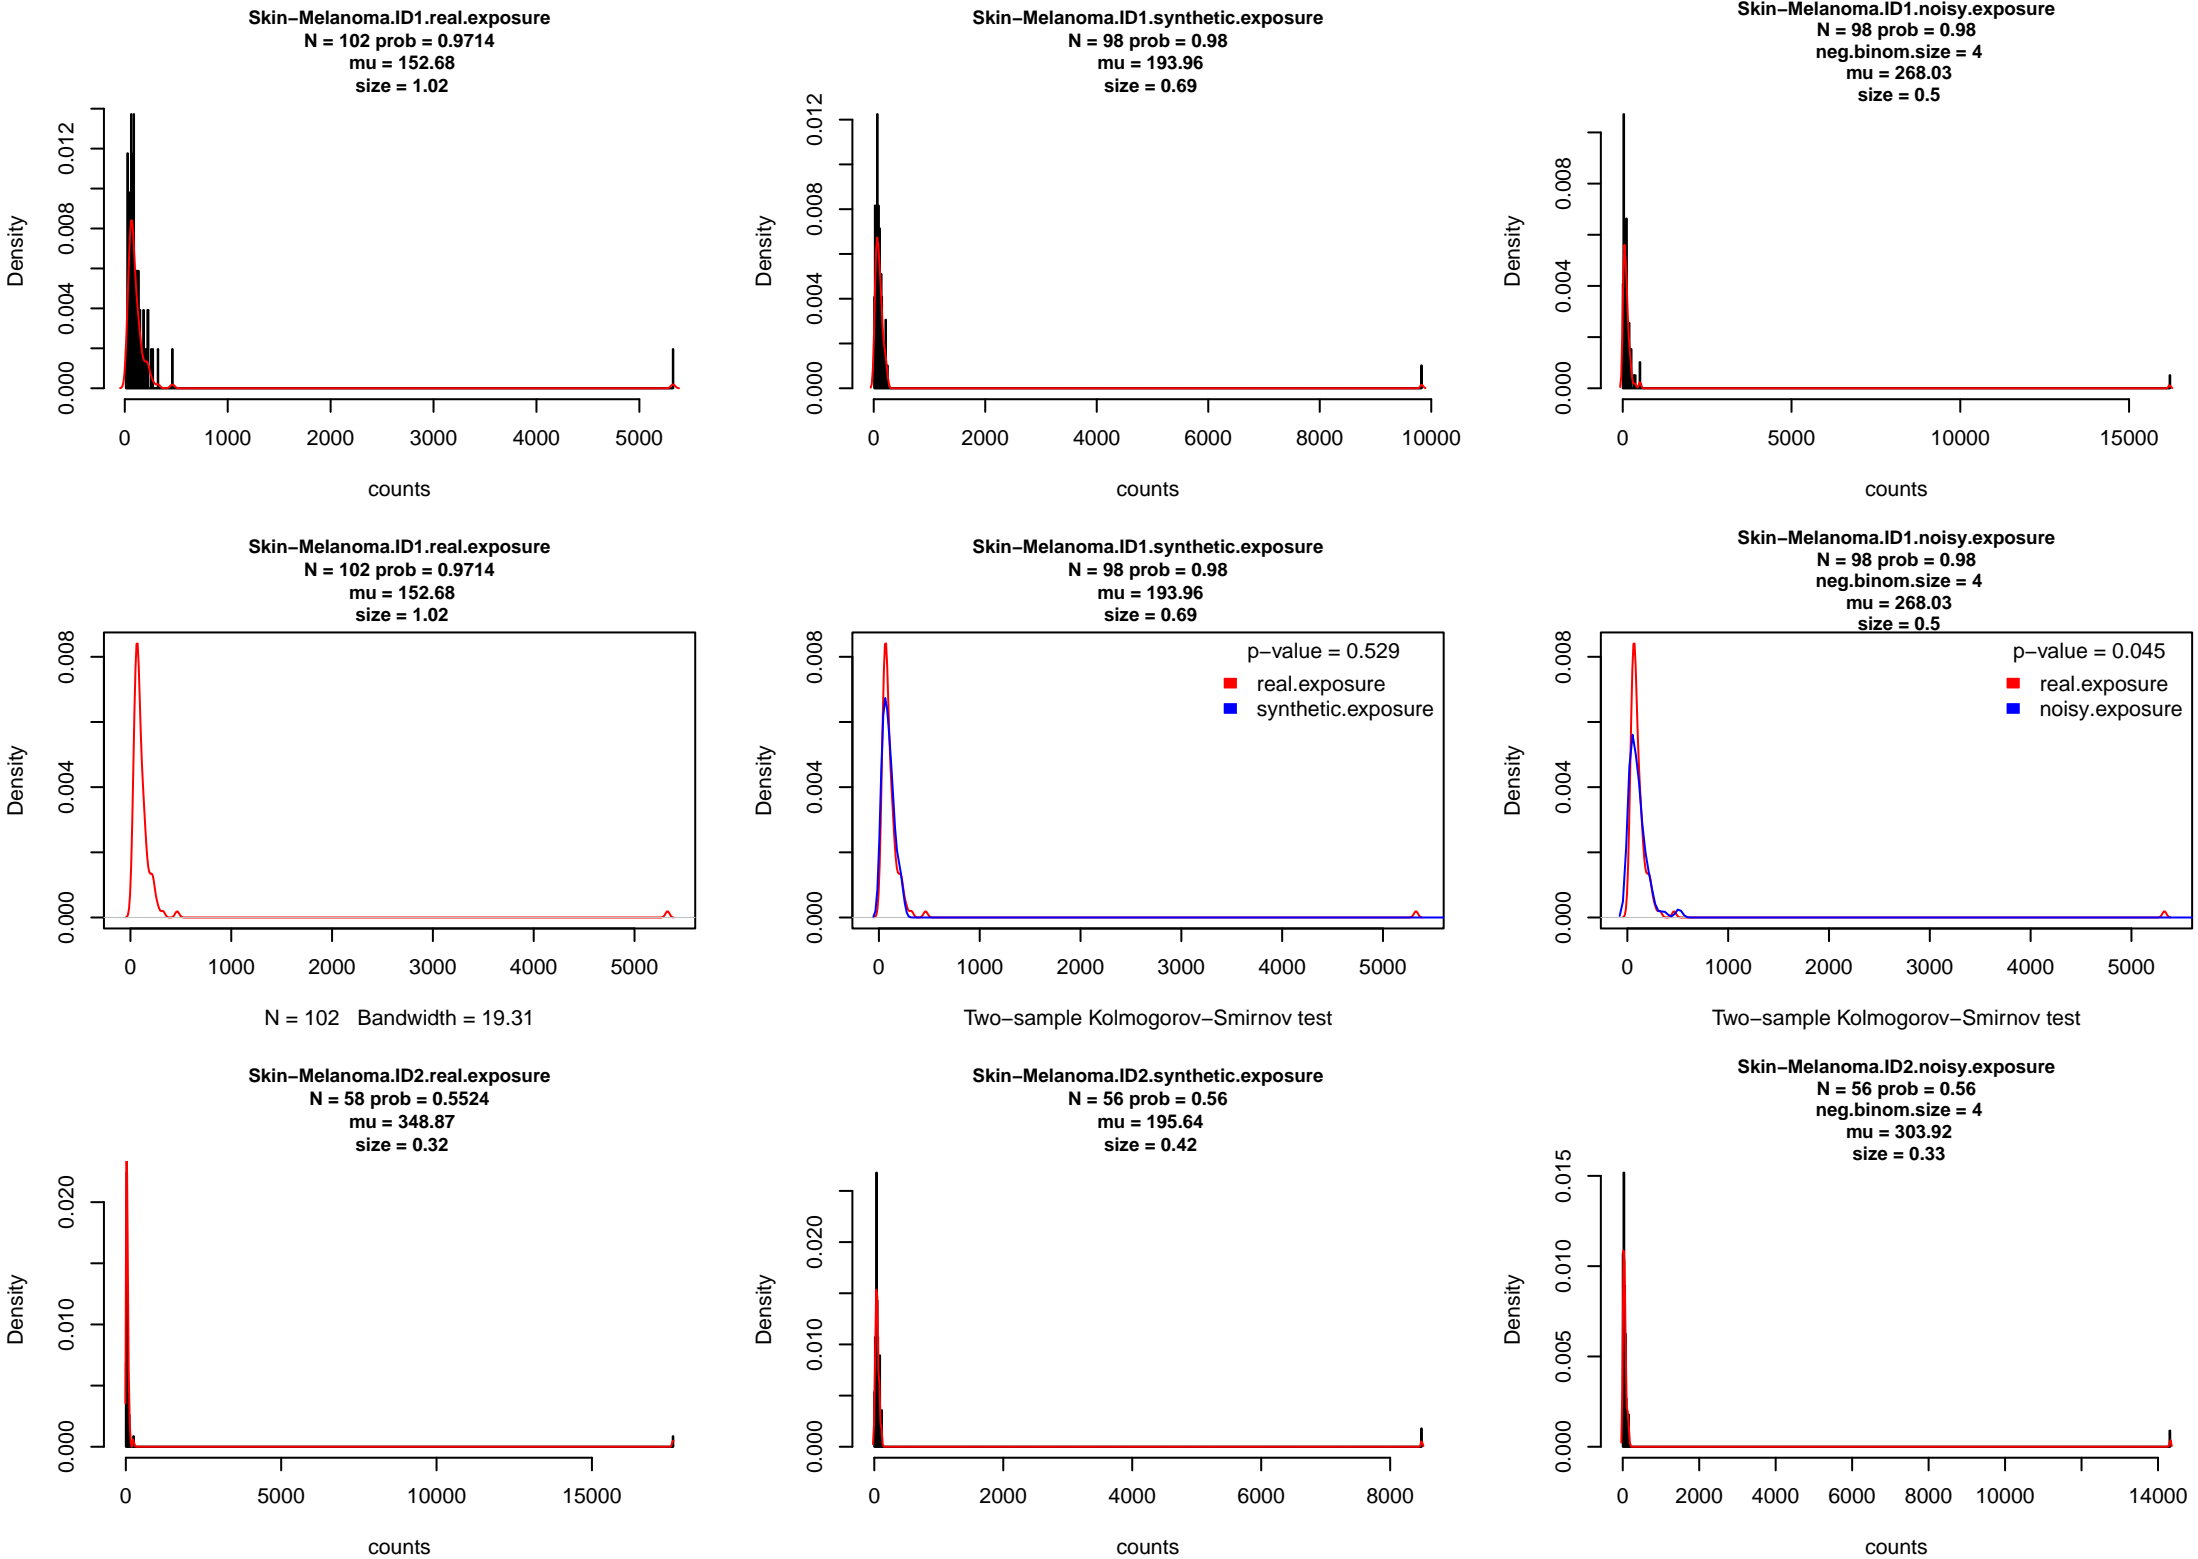 Skin−Melanoma.ID1.real.exposure
N = 102 prob = 0.9714
mu = 152.68
size = 1.02
Density
0.000 0.004 0.008 0.012
0 1000 2000 3000 4000 5000
counts
Skin−Melanoma.ID1.synthetic.exposure
N = 98 prob = 0.98
mu = 193.96
size = 0.69
Density
0.000 0.004 0.008 0.012
0 2000 4000 6000 8000 10000
counts
Skin−Melanoma.ID1.noisy.exposure
N = 98 prob = 0.98
neg.binom.size = 4
mu = 268.03
size = 0.5
Density
0.000 0.004 0.008
0 5000 10000 15000
counts
Skin−Melanoma.ID1.real.exposure
N = 102 prob = 0.9714
mu = 152.68
size = 1.02
Density
0.000 0.004 0.008
0 1000 2000 3000 4000 5000
N = 102 Bandwidth = 19.31
Skin−Melanoma.ID1.synthetic.exposure
N = 98 prob = 0.98
mu = 193.96
size = 0.69
p−value = 0.529
real.exposure
synthetic.exposure
Density
0.000 0.004 0.008
0 1000 2000 3000 4000 5000
Two−sample Kolmogorov−Smirnov test
Skin−Melanoma.ID1.noisy.exposure
N = 98 prob = 0.98
neg.binom.size = 4
mu = 268.03
size = 0.5
p−value = 0.045
real.exposure
noisy.exposure
Density
0.000 0.004 0.008
0 1000 2000 3000 4000 5000
Two−sample Kolmogorov−Smirnov test
Skin−Melanoma.ID2.real.exposure
N = 58 prob = 0.5524
mu = 348.87
size = 0.32
Density
0.000 0.010 0.020
0 5000 10000 15000
counts
Skin−Melanoma.ID2.synthetic.exposure
N = 56 prob = 0.56
mu = 195.64
size = 0.42
Density
0.000 0.010 0.020
0 2000 4000 6000 8000
counts
Skin−Melanoma.ID2.noisy.exposure
N = 56 prob = 0.56
neg.binom.size = 4
mu = 303.92
size = 0.33
Density
0.000 0.005 0.010 0.015
0 2000 4000 6000 8000 10000 14000
counts